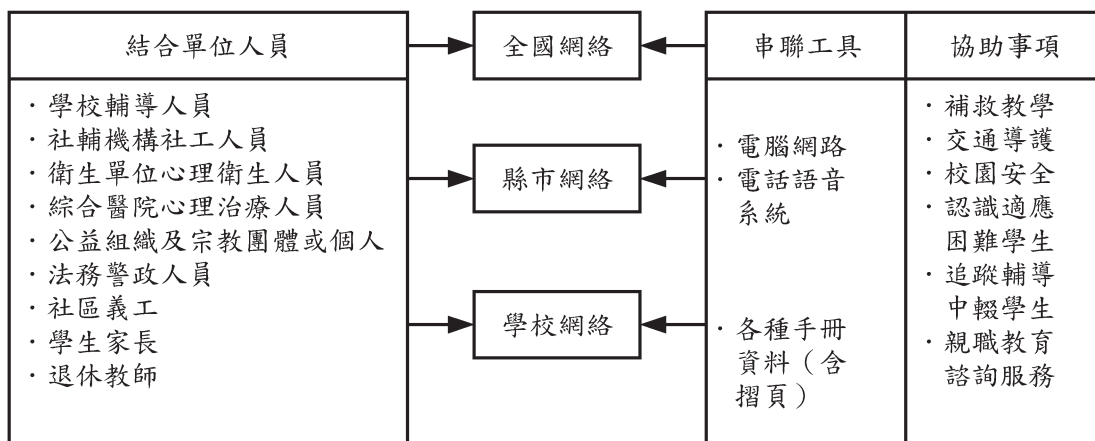 結合單位人員
·學校輔導人員
·社輔機構社工人員
·衛生單位心理衛生人員
·綜合醫院心理治療人員
·公益組織及宗教團體或個人
·法務警政人員
·社區義工
·學生家長
·退休教師
全國網絡
縣市網絡
學校網絡
串聯工具
·電腦網路
·電話語音
系統
·各種手冊
資料（含
摺頁）
協助事項
·補救教學
·交通導護
·校園安全
·認識適應
困難學生
·追蹤輔導
中輟學生
·親職教育
諮詢服務